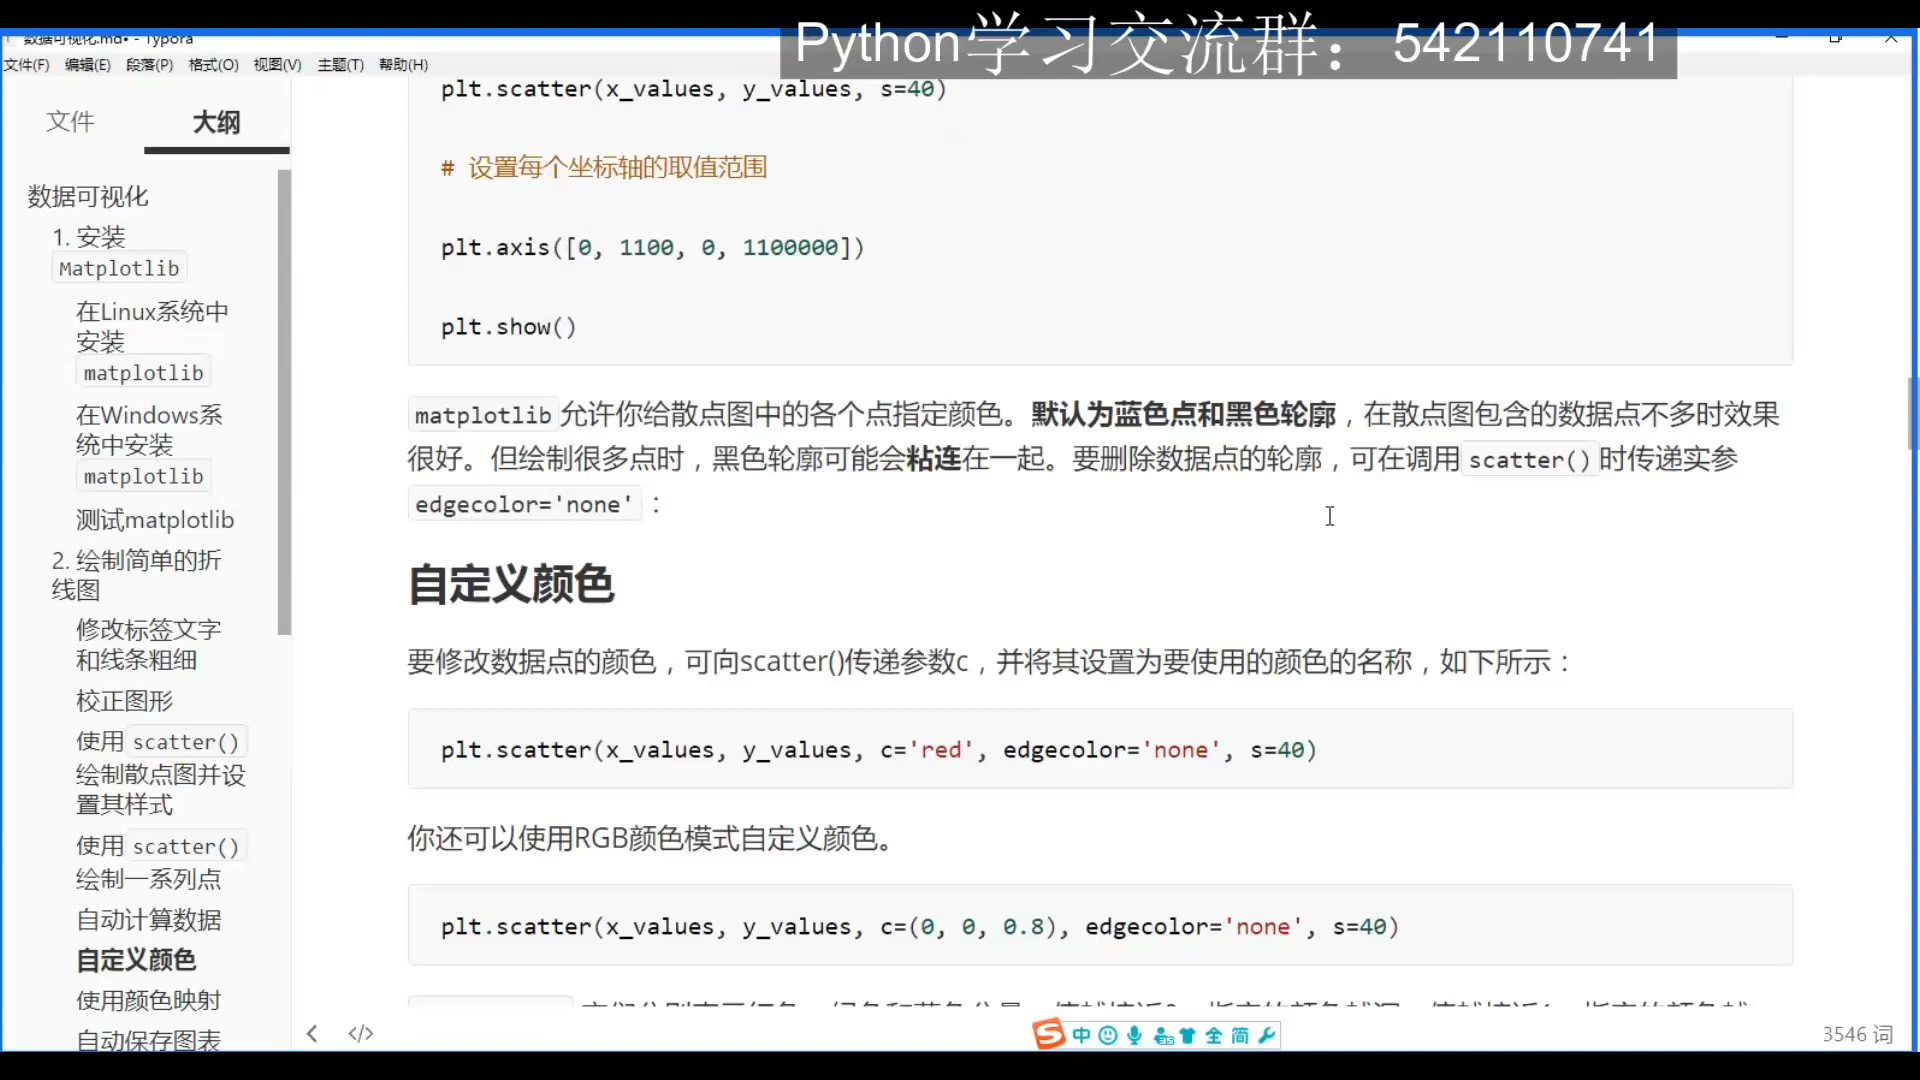 Python学习交流群： 542110741
数据可视化.md• - Typora
文件(F) 编辑(E) 段落(P) 格式(O) 视图(V) 主题(T) 帮助(H)
文件 大纲
数据可视化
1. 安装
Matplotlib
在Linux系统中
安装
matplotlib
在Windows系
统中安装
matplotlib
测试matplotlib
2. 绘制简单的折
线图
修改标签文字
和线条粗细
校正图形
使用 scatter()
绘制散点图并设
置其样式
使用 scatter()
绘制一系列点
自动计算数据
自定义颜色
使用颜色映射
自动保存图表
plt.scatter(x_values, y_values, s=40)
# 设置每个坐标轴的取值范围
plt.axis([0, 1100, 0, 1100000])
plt.show()
matplotlib 允许你给散点图中的各个点指定颜色。默认为蓝色点和黑色轮廓，在散点图包含的数据点不多时效果
很好。但绘制很多点时，黑色轮廓可能会粘连在一起。要删除数据点的轮廓，可在调用 scatter() 时传递实参
edgecolor='none' ：
自定义颜色
要修改数据点的颜色，可向scatter()传递参数c，并将其设置为要使用的颜色的名称，如下所示：
plt.scatter(x_values, y_values, c='red', edgecolor='none', s=40)
你还可以使用RGB颜色模式自定义颜色。
plt.scatter(x_values, y_values, c=(0, 0, 0.8), edgecolor='none', s=40)
</>
中 全 简
3546 词